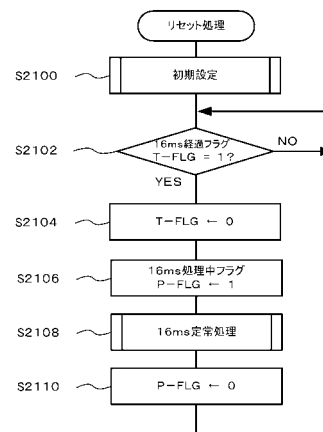 リセット処理
S2100
初期設定
S2102
16ms経過フラグ
T-FLG = 1?
NO
YES
S2104
T-FLG ← 0
S2106
16ms処理中フラグ
P-FLG ← 1
S2108
16ms定常処理
S2110
P-FLG ← 0